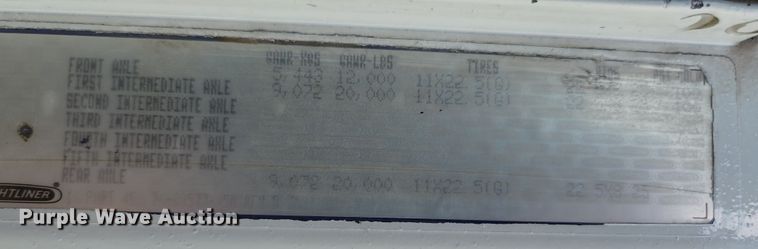 GAWR-KGS GAWR-LBS TIRES
FRONT AXLE 5,443 12,000 11X22.5(G)
FIRST INTERMEDIATE AXLE 9,072 20,000 11X22.5(G)
SECOND INTERMEDIATE AXLE
THIRD INTERMEDIATE AXLE
FOURTH INTERMEDIATE AXLE
FIFTH INTERMEDIATE AXLE
REAR AXLE 9,072 20,000 11X22.5(G) 22.5X8.25
HTLINER
Purple Wave Auction